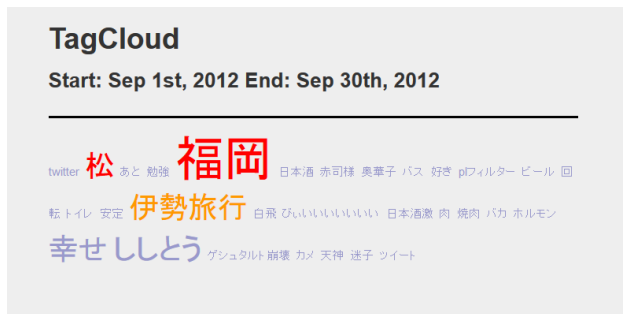 TagCloud
Start: Sep 1st, 2012 End: Sep 30th, 2012
twitter 松 あと 勉強 福岡 日本酒 赤司様 奥華子 バス 好き plフィルター ビール 回
転 トイレ 安定 伊勢旅行 白飛 びぃいいいいいいい 日本酒激 肉 焼肉 バカ ホルモン
幸せ ししとう ゲシュタルト崩壊 カメ 天神 迷子 ツイート